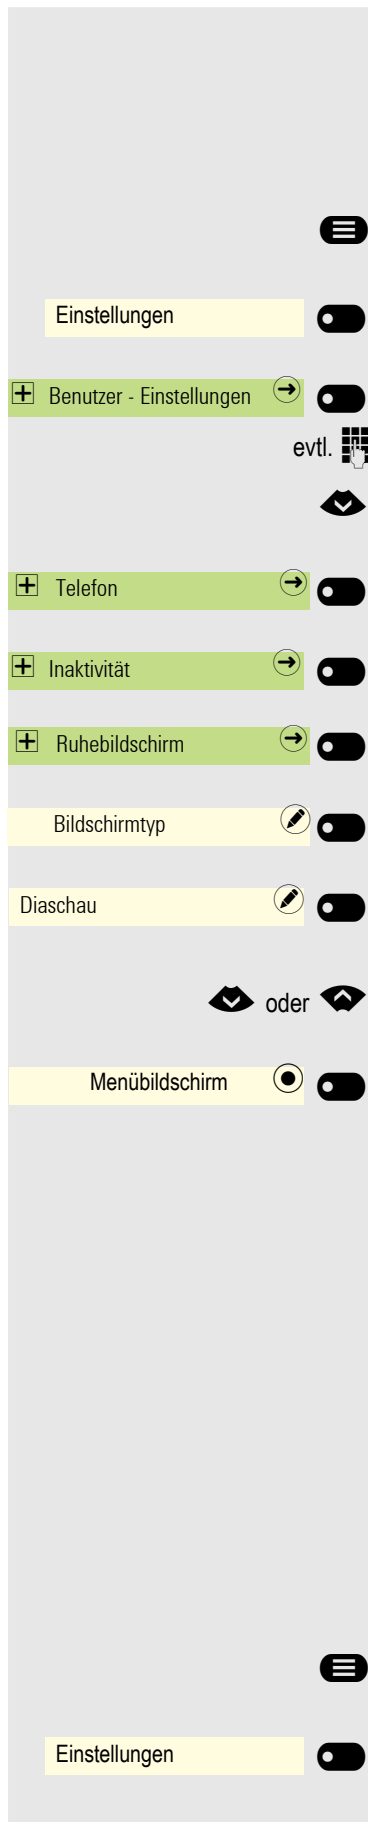 Einstellungen
Benutzer - Einstellungen
evtl.
Telefon
Inaktivität
Ruhebildschirm
Bildschirmtyp
Diaschau
oder
Menübildschirm
Einstellungen